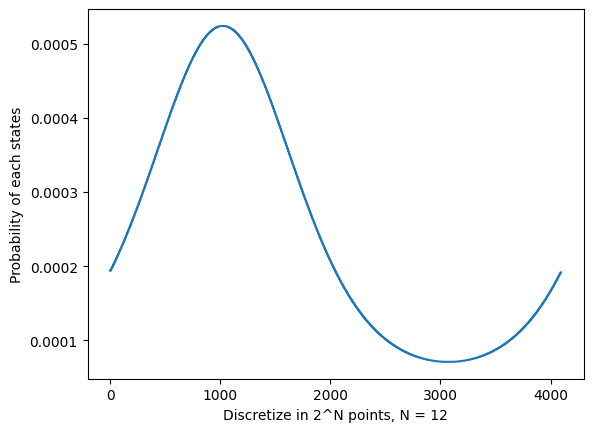 0.0005
0.0004
0.0003
0.0002
0.0001
Probability of each states
0 1000 2000 3000 4000
Discretize in 2^N points, N = 12